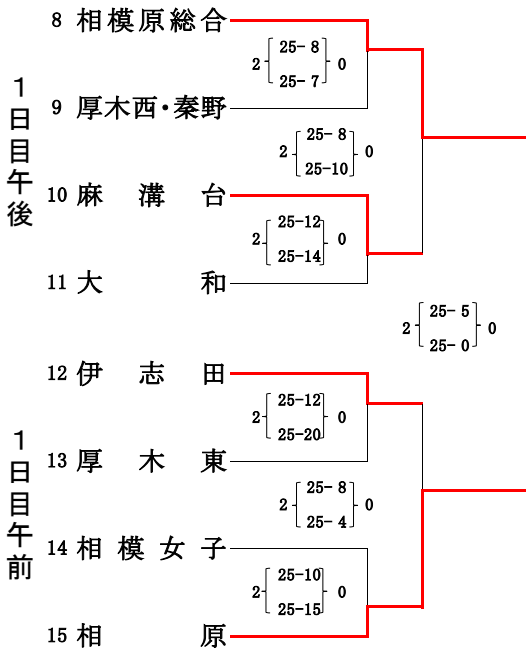 8 相模原総合
2 25- 8 0
25- 7
9 厚木西・秦野
2 25- 8 0
25-10
10 麻溝台
2 25-12 0
25-14
11 大和
1日目午後
2 25- 5 0
25- 0
12 伊志田
2 25-12 0
25-20
13 厚木東
2 25- 8 0
25- 4
14 相模女子
2 25-10 0
25-15
15 相原
1日目午前